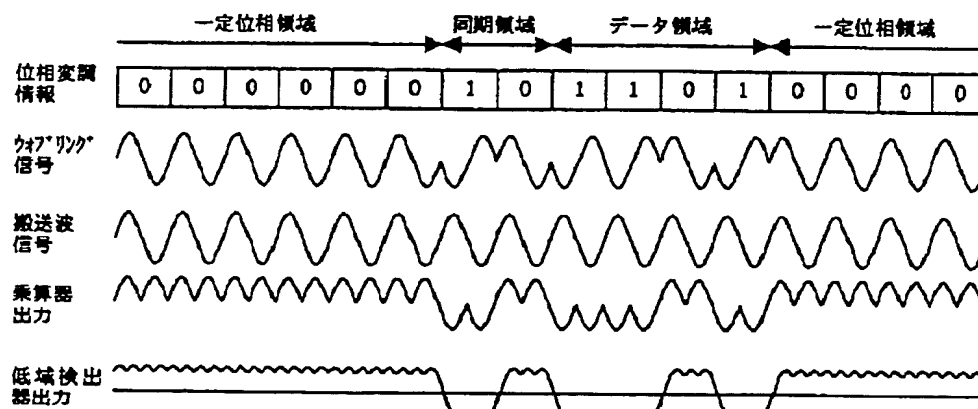 一定位相領域 同期領域 データ領域 一定位相領域
位相変調
情報
0 0 0 0 0 0 1 0 1 1 0 1 0 0 0 0
ウォブリング
信号
搬送波
信号
乗算器
出力
低域検出
器出力